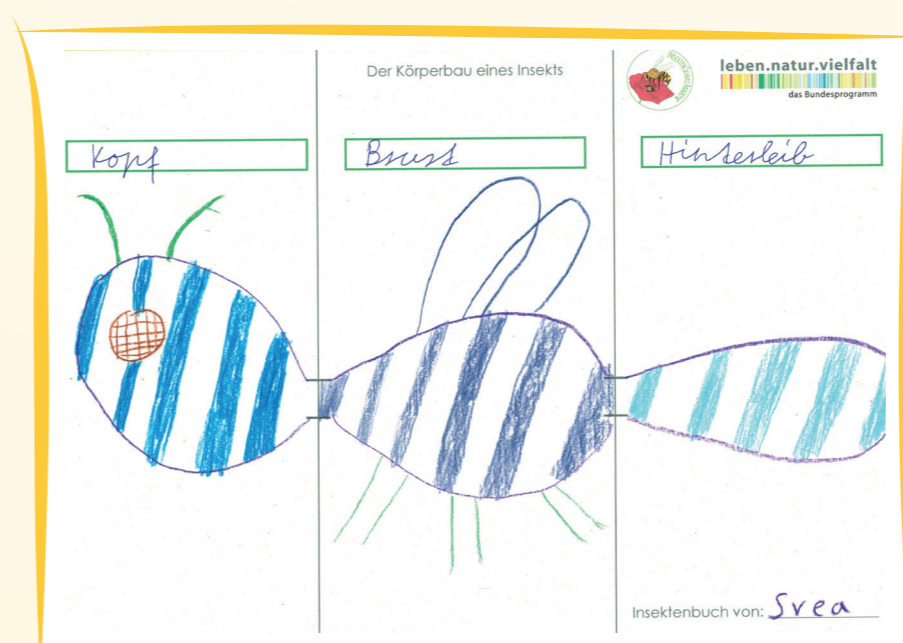 Der Körperbau eines Insekts
leben.natur.vielfalt
das Bundesprogramm
Kopf
Brust
Hinterleib
Insektenbuch von: Svea